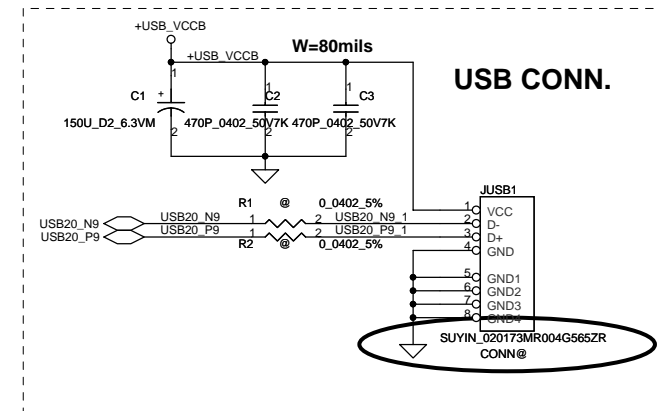 +USB_VCCB
+USB_VCCB
W=80mils
USB CONN.
1
1
1
C1
+
C2
C3
150U_D2_6.3VM
470P_0402_50V7K
470P_0402_50V7K
2
2
2
R1 @ 0_0402_5%
USB20_N9 USB20_N9 1 2 USB20_N9_1
USB20_P9 USB20_P9 1 2 USB20_P9_1
R2 @ 0_0402_5%
JUSB1
1 VCC
2 D-
3 D+
4 GND
5 GND1
6 GND2
7 GND3
8 GND4
SUYIN_020173MR004G565ZR
CONN@